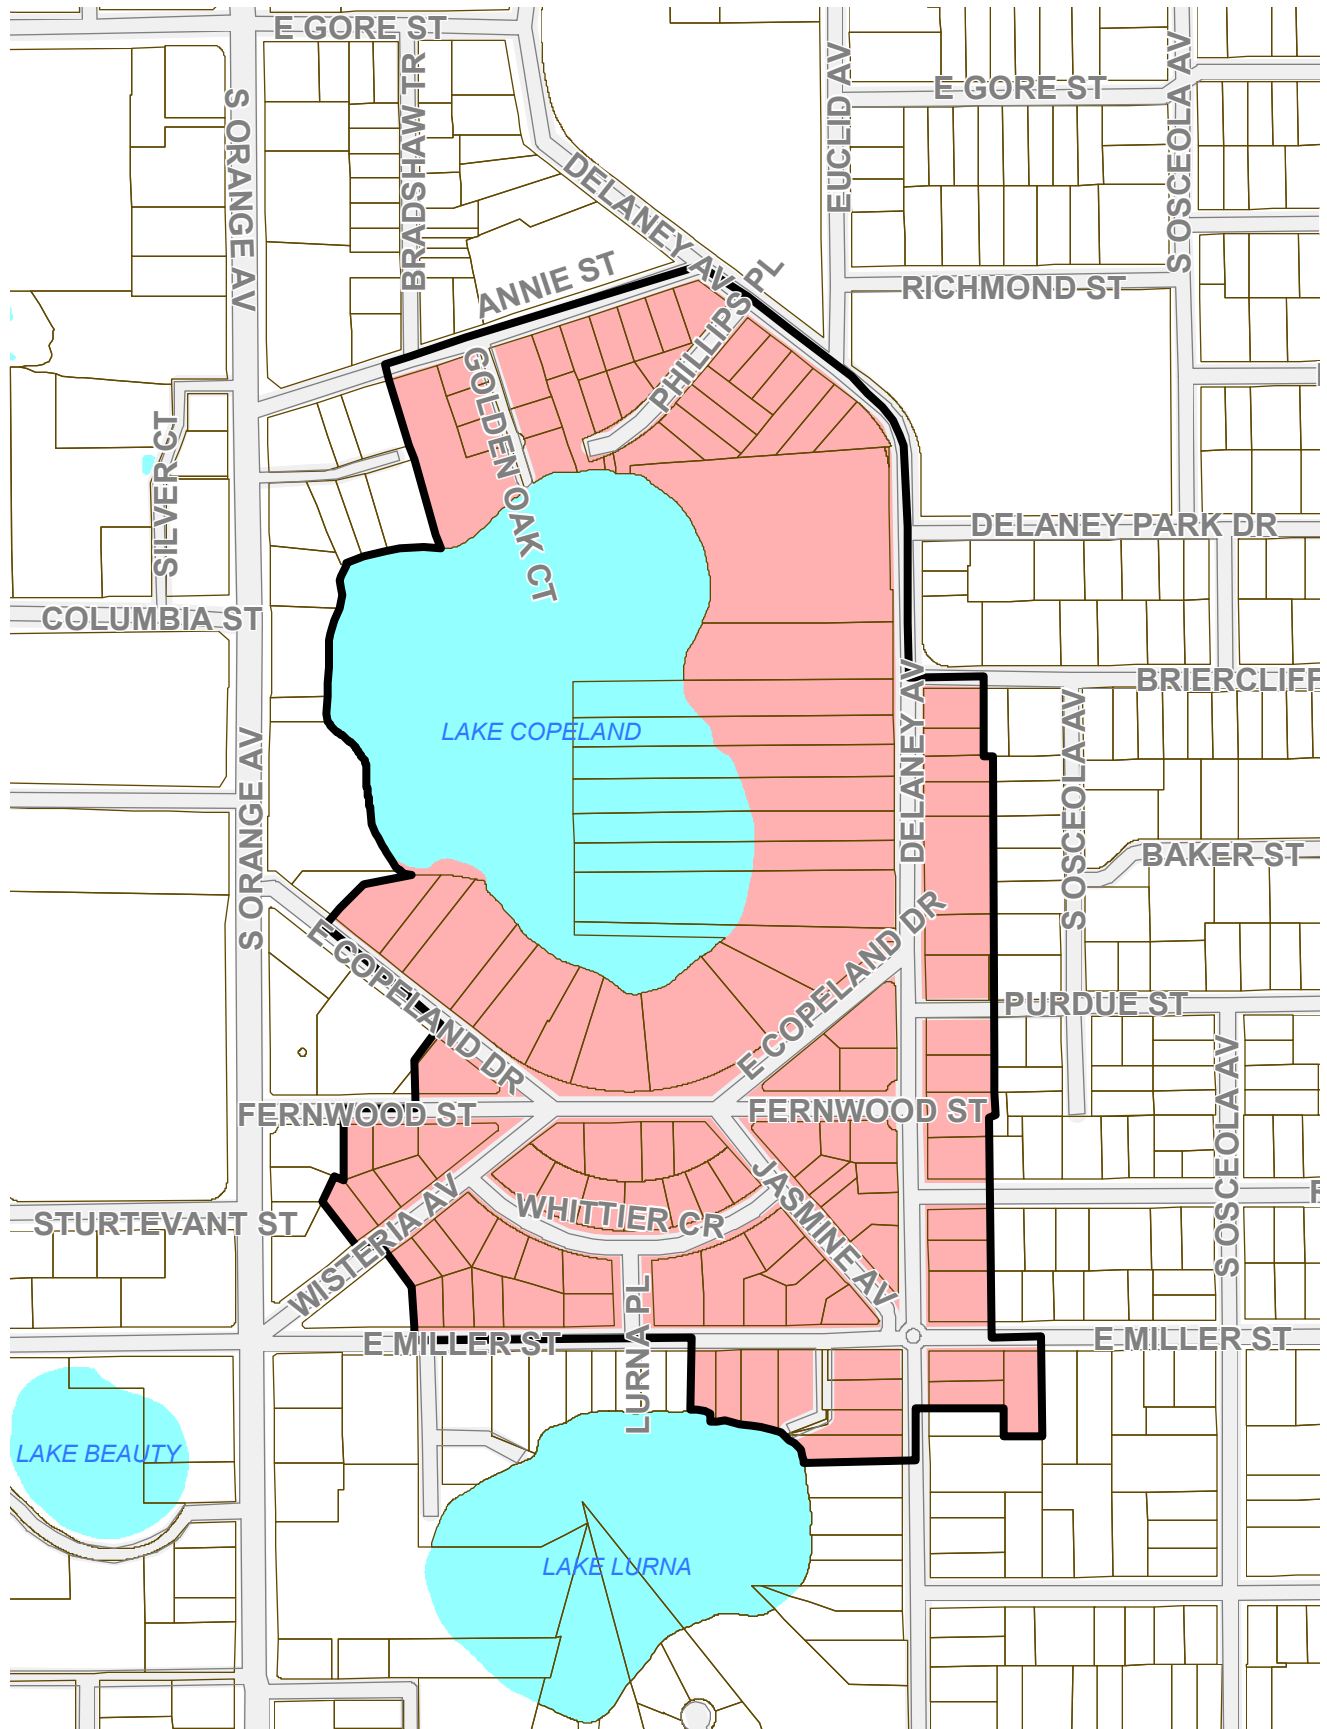 E GORE ST
S ORANGE AV
BRADSHAW TR
EUCLID AV
E GORE ST
S OSCEOLA AV
DELANEY AV
ANNIE ST
PHILLIPS PL
RICHMOND ST
GOLDEN OAK CT
SILVER CT
DELANEY PARK DR
COLUMBIA ST
BRIERCLIFF
LAKE COPELAND
DELANEY AV
S OSCEOLA AV
S ORANGE AV
BAKER ST
E COPELAND DR
E COPELAND DR
PURDUE ST
FERNWOOD ST
FERNWOOD ST
S OSCEOLA AV
WHITTIER CR
JASMINE AV
STURTEVANT ST
WISTERIA AV
LURNA PL
E MILLER ST
E MILLER ST
LAKE BEAUTY
LAKE LURNA